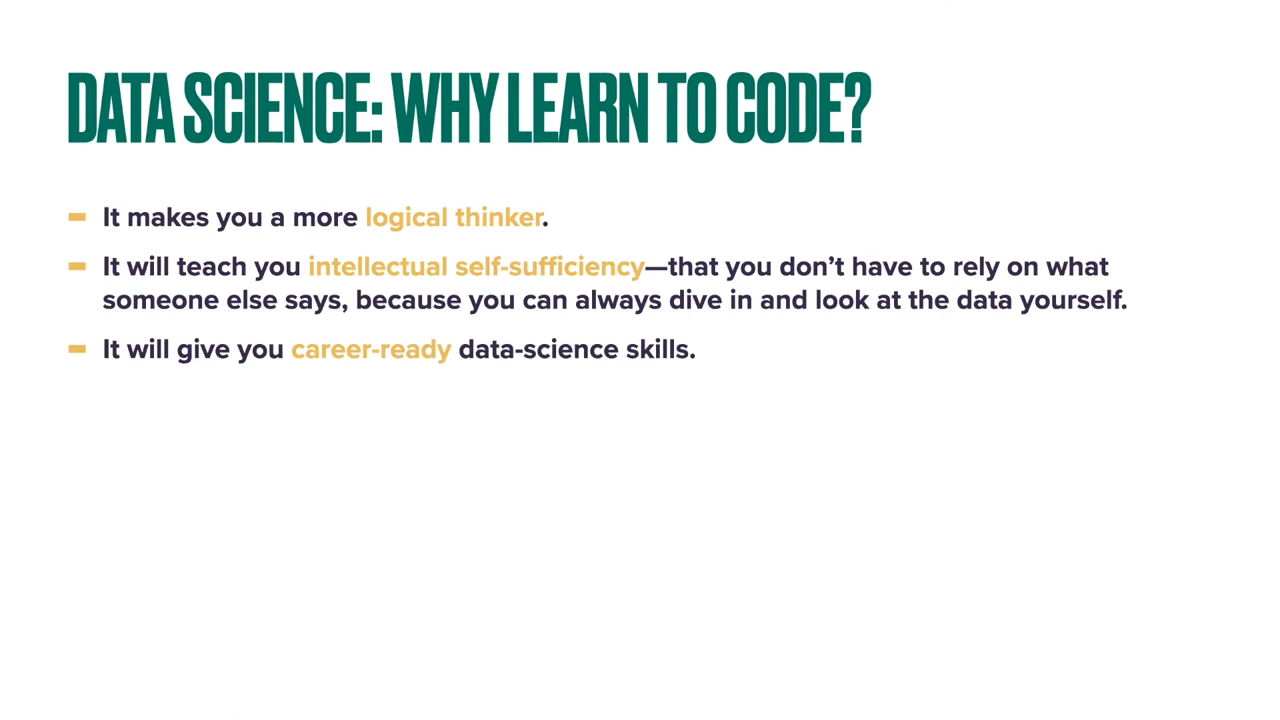 DATA SCIENCE: WHY LEARN TO CODE?
It makes you a more logical thinker.
It will teach you intellectual self-sufficiency—that you don’t have to rely on what
someone else says, because you can always dive in and look at the data yourself.
It will give you career-ready data-science skills.